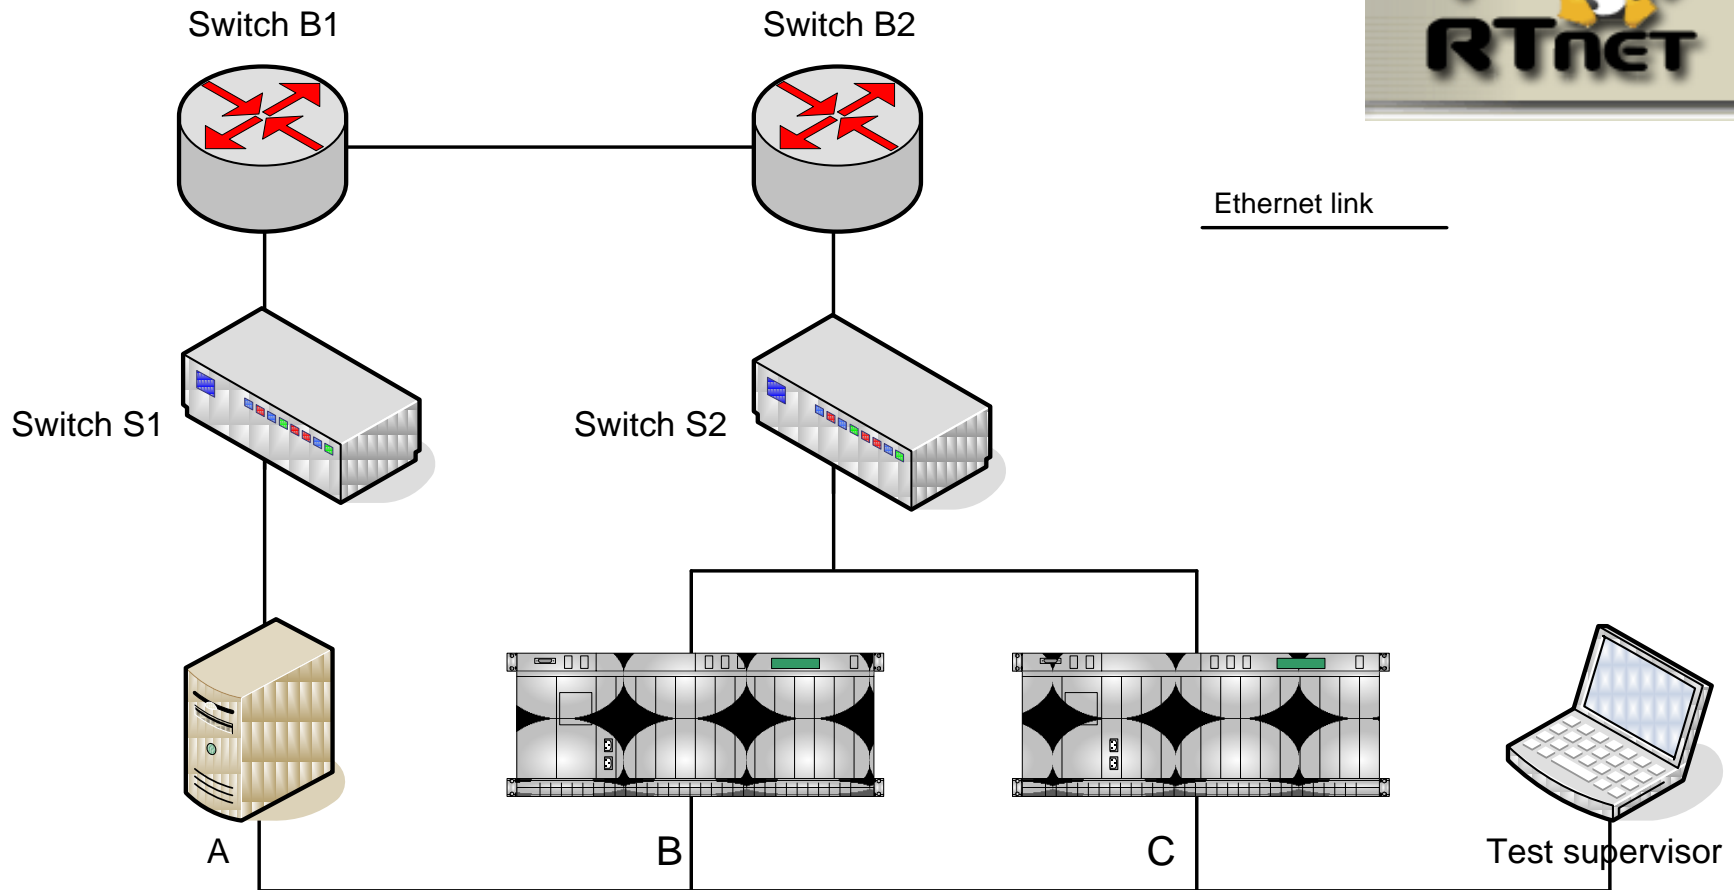 Switch B1
Switch B2
RTnet
Ethernet link
Switch S1
Switch S2
A
B
C
Test supervisor